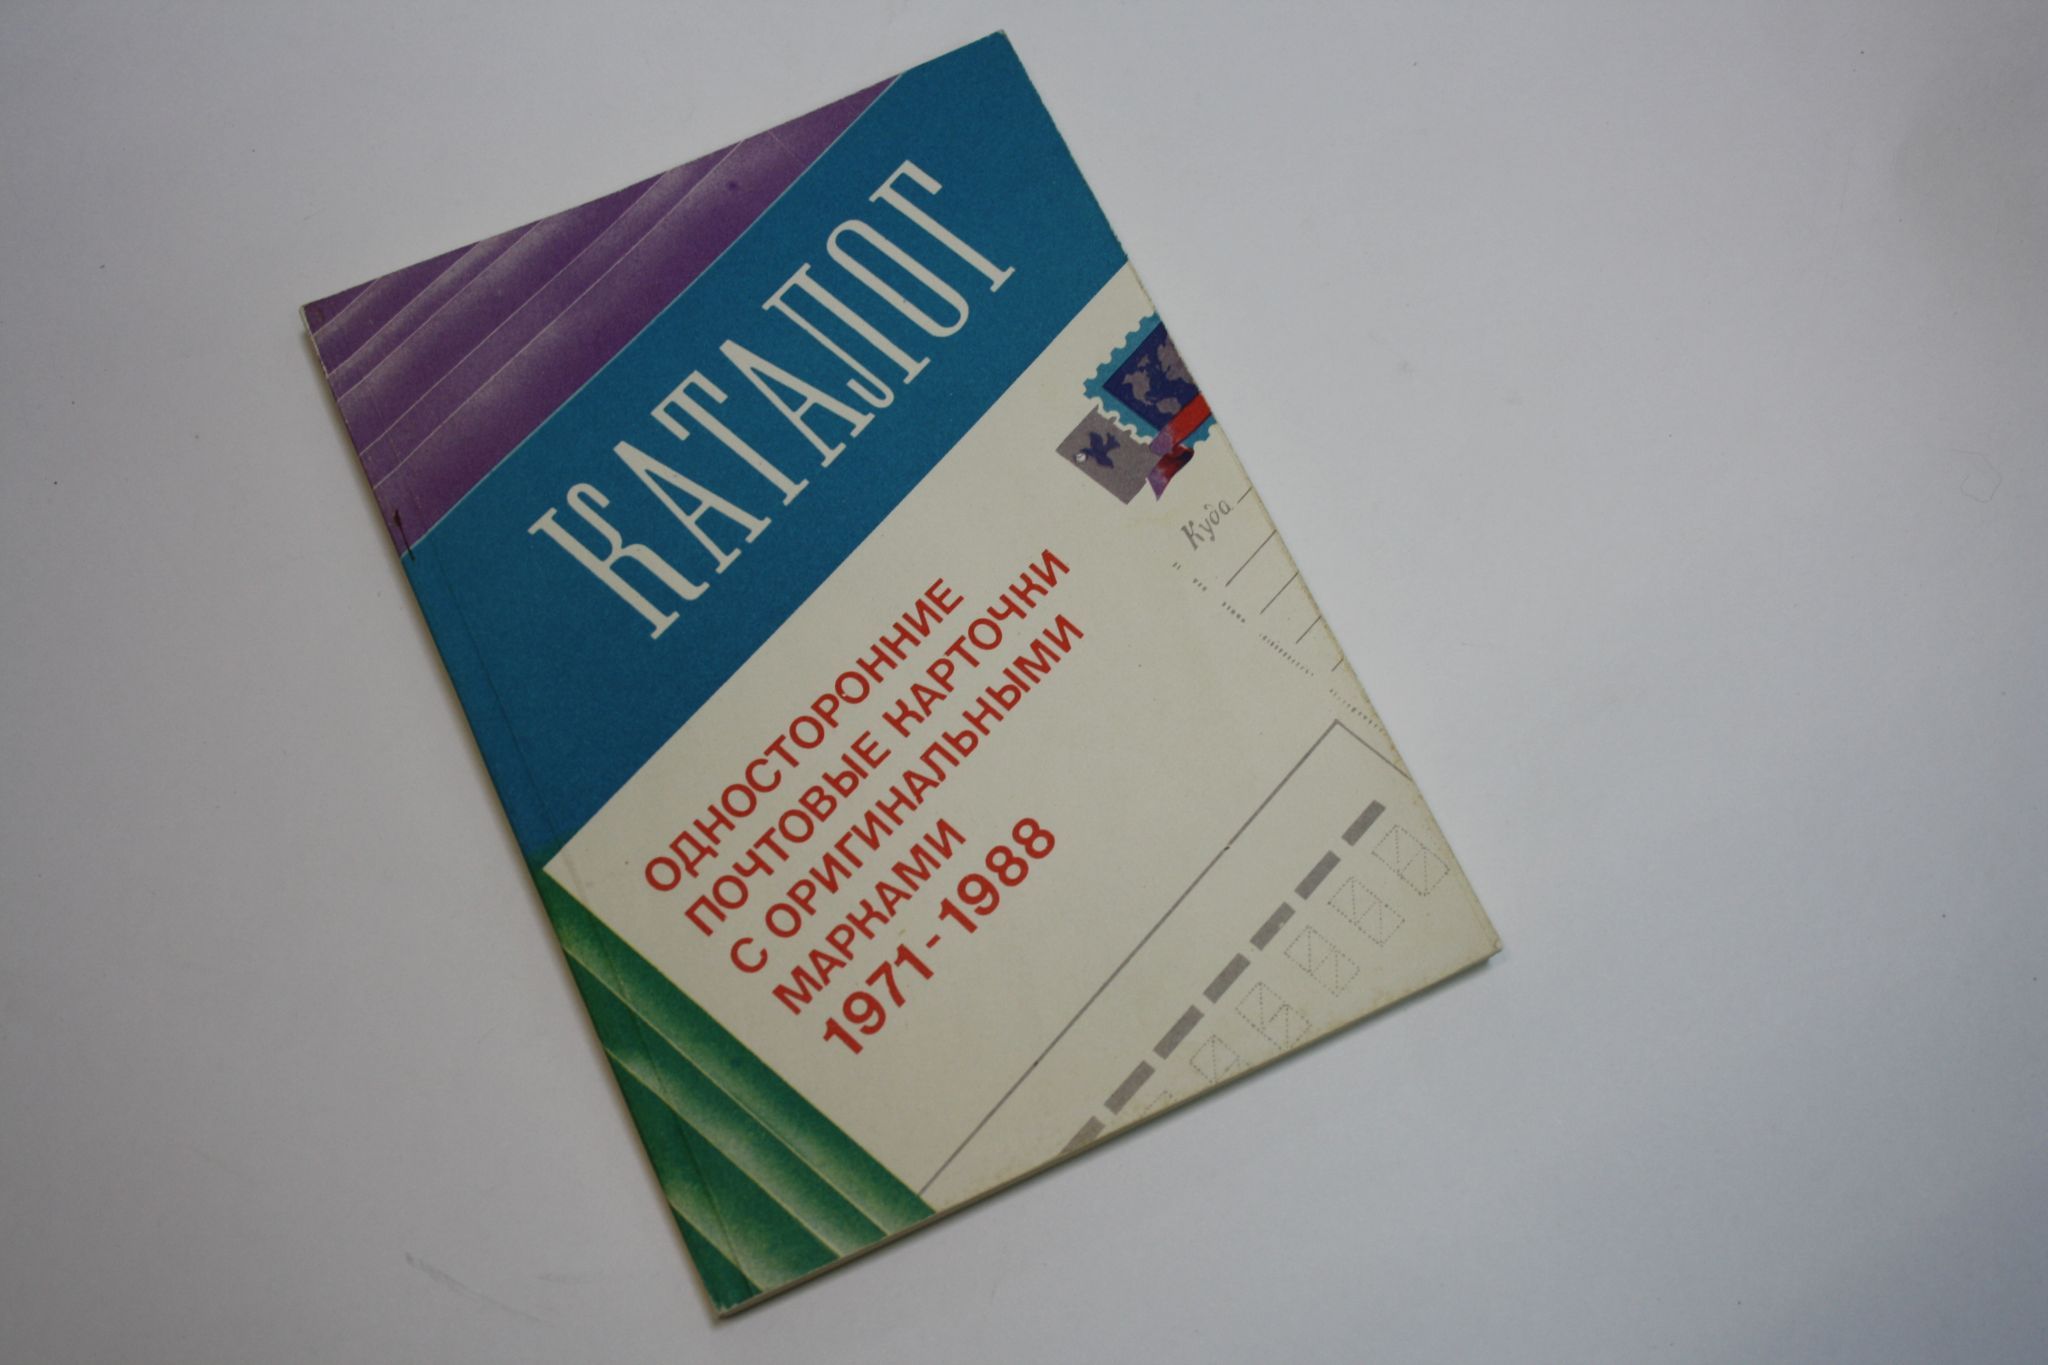 КАТАЛОГ
Куда
ОДНОСТОРОННИЕ
ПОЧТОВЫЕ КАРТОЧКИ
С ОРИГИНАЛЬНЫМИ
МАРКАМИ
1971-1988